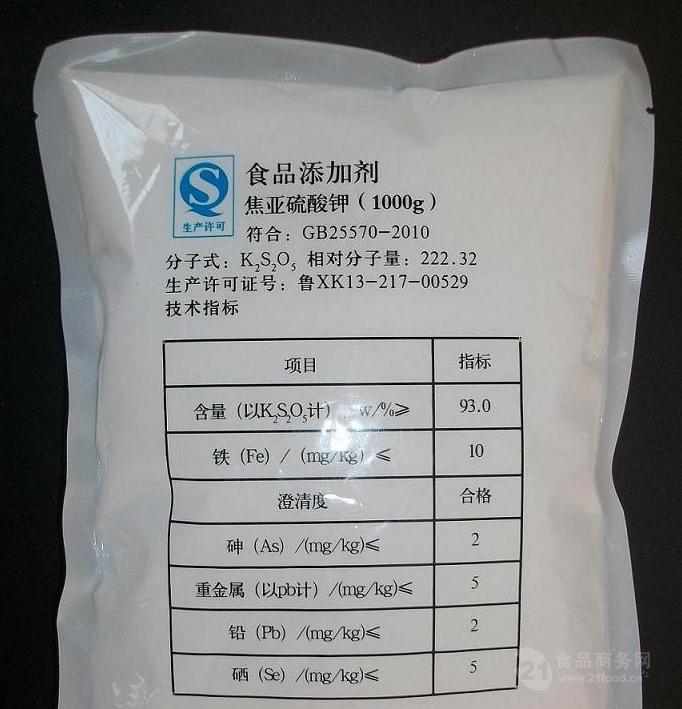 生产许可
食品添加剂
焦亚硫酸钾（1000g）
符合：GB25570-2010
分子式：K2S2O5 相对分子量：222.32
生产许可证号：鲁XK13-217-00529
技术指标
项目 指标
含量（以K2S2O5计），w/%≥ 93.0
铁（Fe）/（mg/kg）≤ 10
澄清度 合格
砷（As）/(mg/kg)≤ 2
重金属（以pb计）/(mg/kg)≤ 5
铅（Pb）/(mg/kg)≤ 2
硒（Se）/(mg/kg)≤ 5
21 食品商务网
www.21food.cn